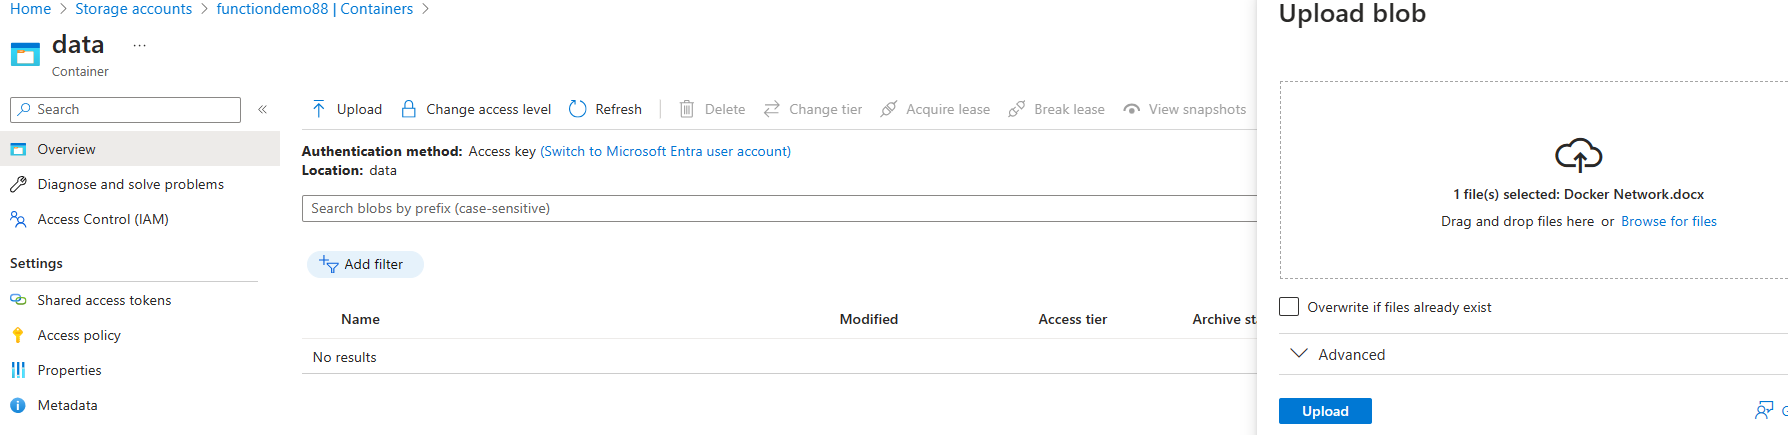 Home > Storage accounts > functiondemo88 | Containers >
data ...
Container
Search «
Overview
Diagnose and solve problems
Access Control (IAM)
Settings
Shared access tokens
Access policy
Properties
Metadata
Upload Change access level Refresh Delete Change tier Acquire lease Break lease View snapshots
Authentication method: Access key (Switch to Microsoft Entra user account)
Location: data
Search blobs by prefix (case-sensitive)
Add filter
Name Modified Access tier Archive sta
No results
Upload blob
1 file(s) selected: Docker Network.docx
Drag and drop files here or Browse for files
Overwrite if files already exist
Advanced
Upload